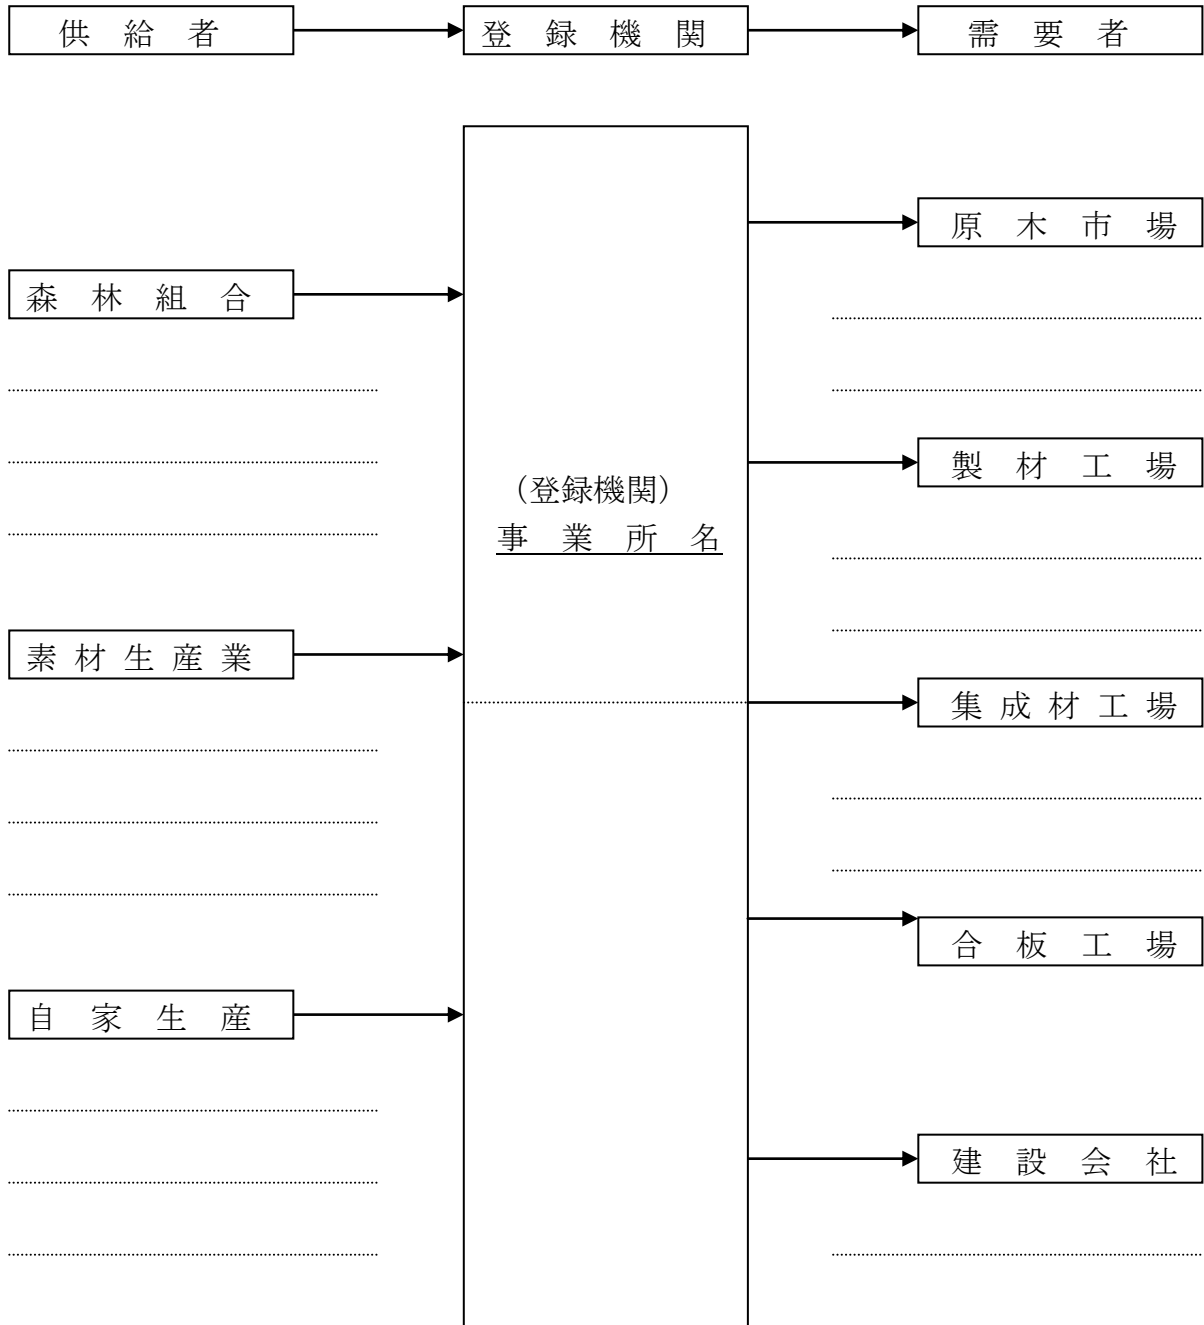 供給者
登録機関
需要者
原木市場
森林組合
製材工場
（登録機関）
事業所名
素材生産業
集成材工場
合板工場
自家生産
建設会社